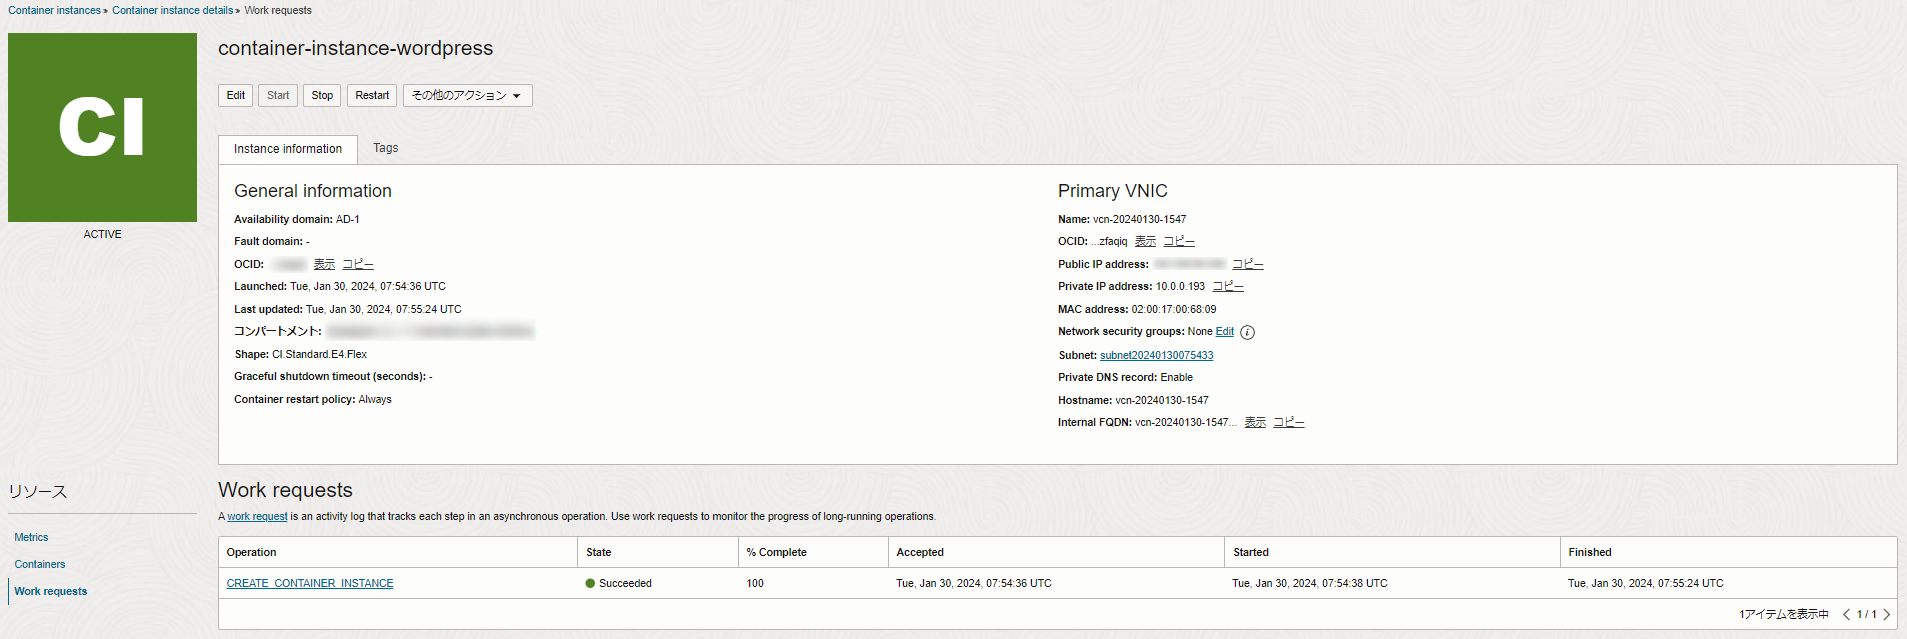 Container instances » Container instance details » Work requests
CI
ACTIVE
container-instance-wordpress
Edit Start Stop Restart その他のアクション
Instance information Tags
General information
Availability domain: AD-1
Fault domain: -
OCID: 表示 コピー
Launched: Tue, Jan 30, 2024, 07:54:36 UTC
Last updated: Tue, Jan 30, 2024, 07:55:24 UTC
コンパートメント:
Shape: CI.Standard.E4.Flex
Graceful shutdown timeout (seconds): -
Container restart policy: Always
Primary VNIC
Name: vcn-20240130-1547
OCID: ...zfaqiq 表示 コピー
Public IP address: コピー
Private IP address: 10.0.0.193 コピー
MAC address: 02:00:17:00:68:09
Network security groups: None Edit i
Subnet: subnet20240130075433
Private DNS record: Enable
Hostname: vcn-20240130-1547
Internal FQDN: vcn-20240130-1547... 表示 コピー
リソース
Metrics
Containers
Work requests
Work requests
A work request is an activity log that tracks each step in an asynchronous operation. Use work requests to monitor the progress of long-running operations.
Operation State % Complete Accepted Started Finished
CREATE_CONTAINER_INSTANCE Succeeded 100 Tue, Jan 30, 2024, 07:54:36 UTC Tue, Jan 30, 2024, 07:54:38 UTC Tue, Jan 30, 2024, 07:55:24 UTC
1アイテムを表示中 < 1 / 1 >